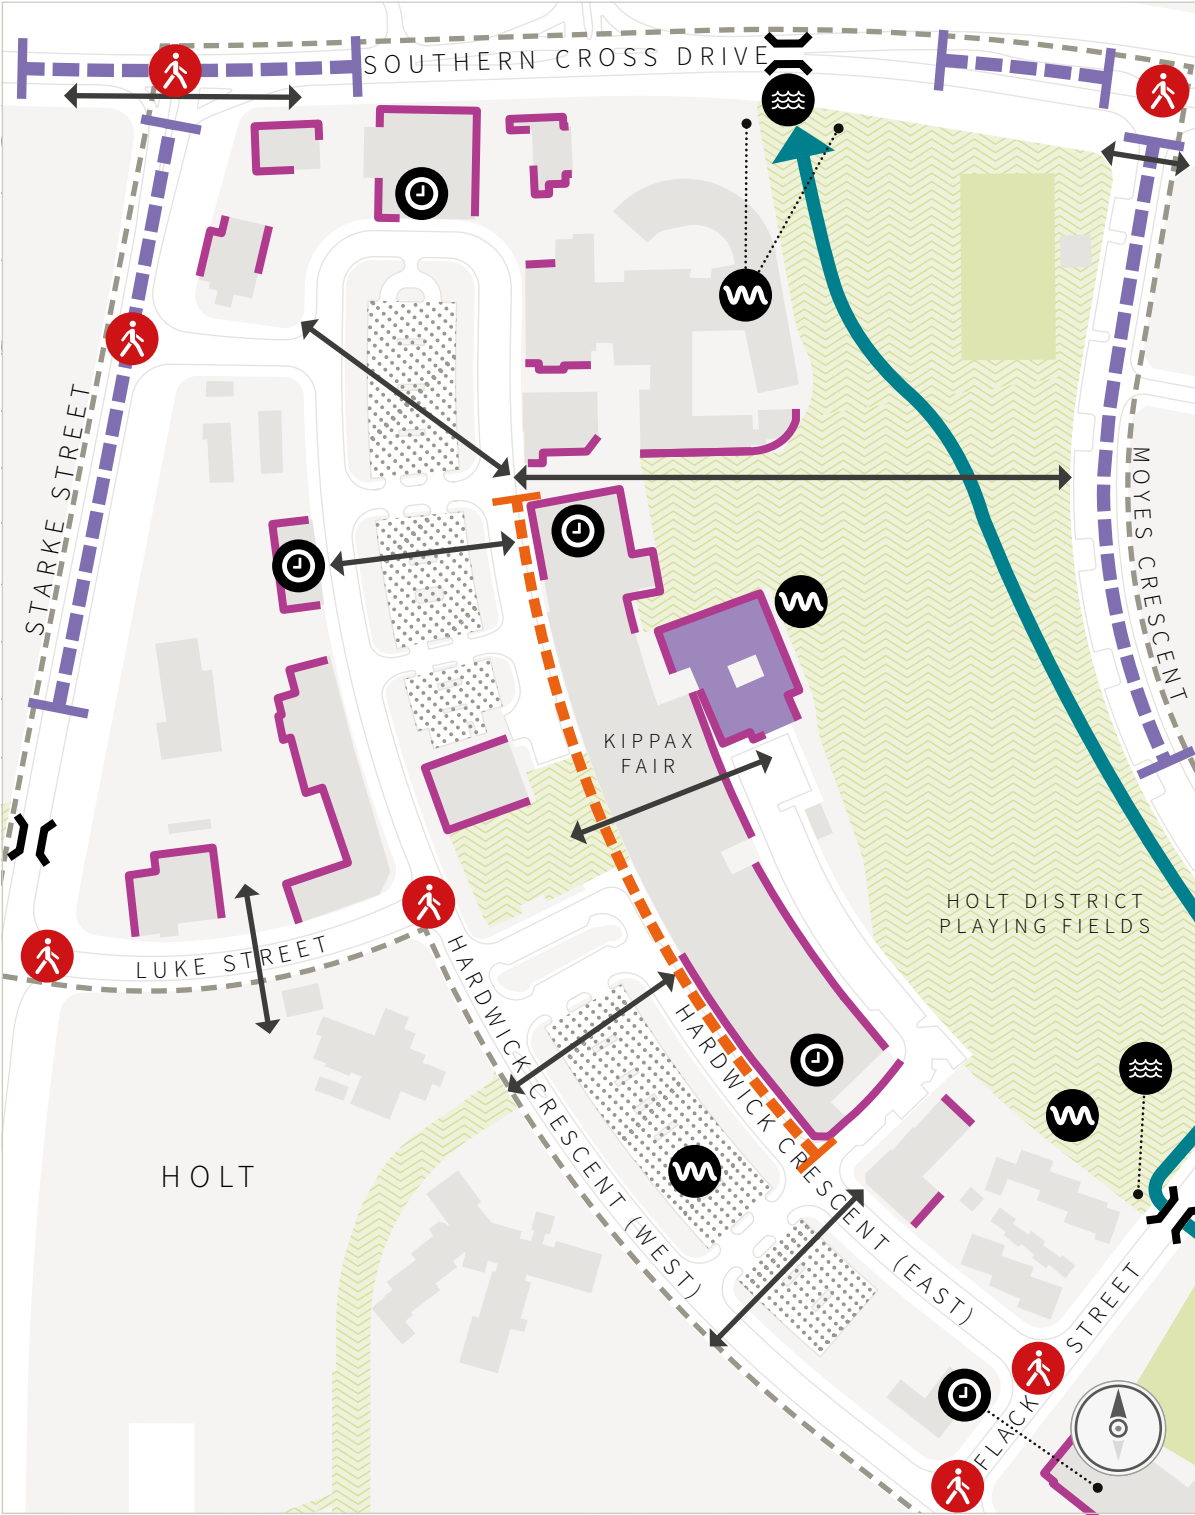 SOUTHERN CROSS DRIVE
STARKE STREET
MOYES CRESCENT
KIPPAX
FAIR
HOLT DISTRICT
PLAYING FIELDS
LUKE STREET
HARDWICK CRESCENT (WEST)
HARDWICK CRESCENT (EAST)
HOLT
FLACK STREET